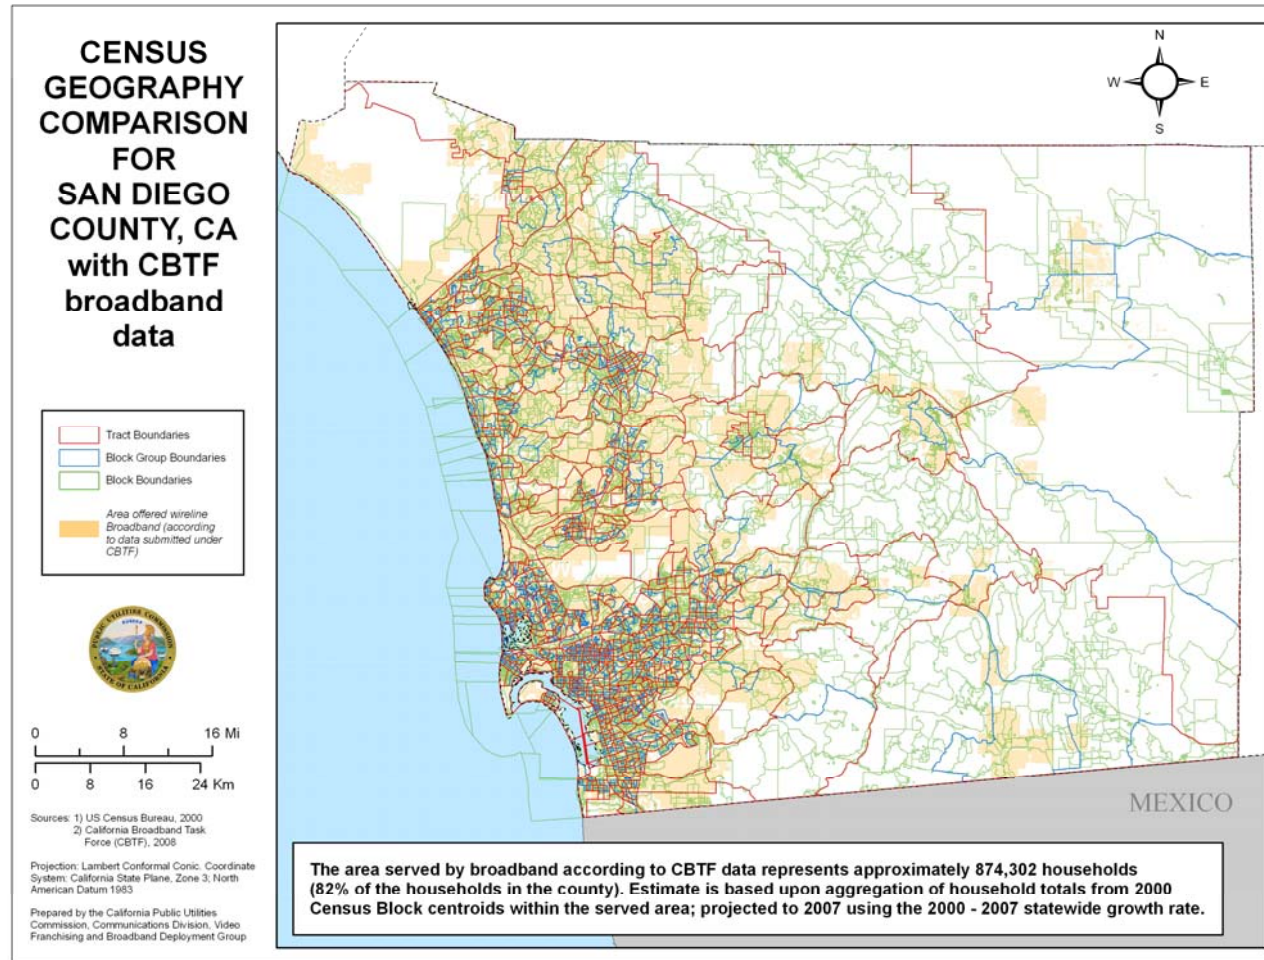 CENSUS
GEOGRAPHY
COMPARISON
FOR
SAN DIEGO
COUNTY, CA
with CBTF
broadband
data
Tract Boundaries
Block Group Boundaries
Block Boundaries
Area offered wireline
Broadband (according
to data submitted under
CBTF)
PUBLIC UTILITIES COMMISSION
STATE OF CALIFORNIA
0 8 16 Mi
0 8 16 24 Km
Sources: 1) US Census Bureau, 2000
2) California Broadband Task
Force (CBTF), 2008
Projection: Lambert Conformal Conic. Coordinate
System: California State Plane, Zone 3; North
American Datum 1983
Prepared by the California Public Utilities
Commission, Communications Division, Video
Franchising and Broadband Deployment Group
N
W E
S
MEXICO
The area served by broadband according to CBTF data represents approximately 874,302 households
(82% of the households in the county). Estimate is based upon aggregation of household totals from 2000
Census Block centroids within the served area; projected to 2007 using the 2000 - 2007 statewide growth rate.